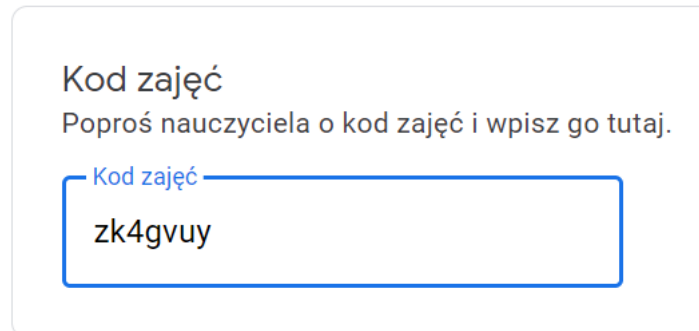 Kod zajęć
Poproś nauczyciela o kod zajęć i wpisz go tutaj.
Kod zajęć
zk4gvuy